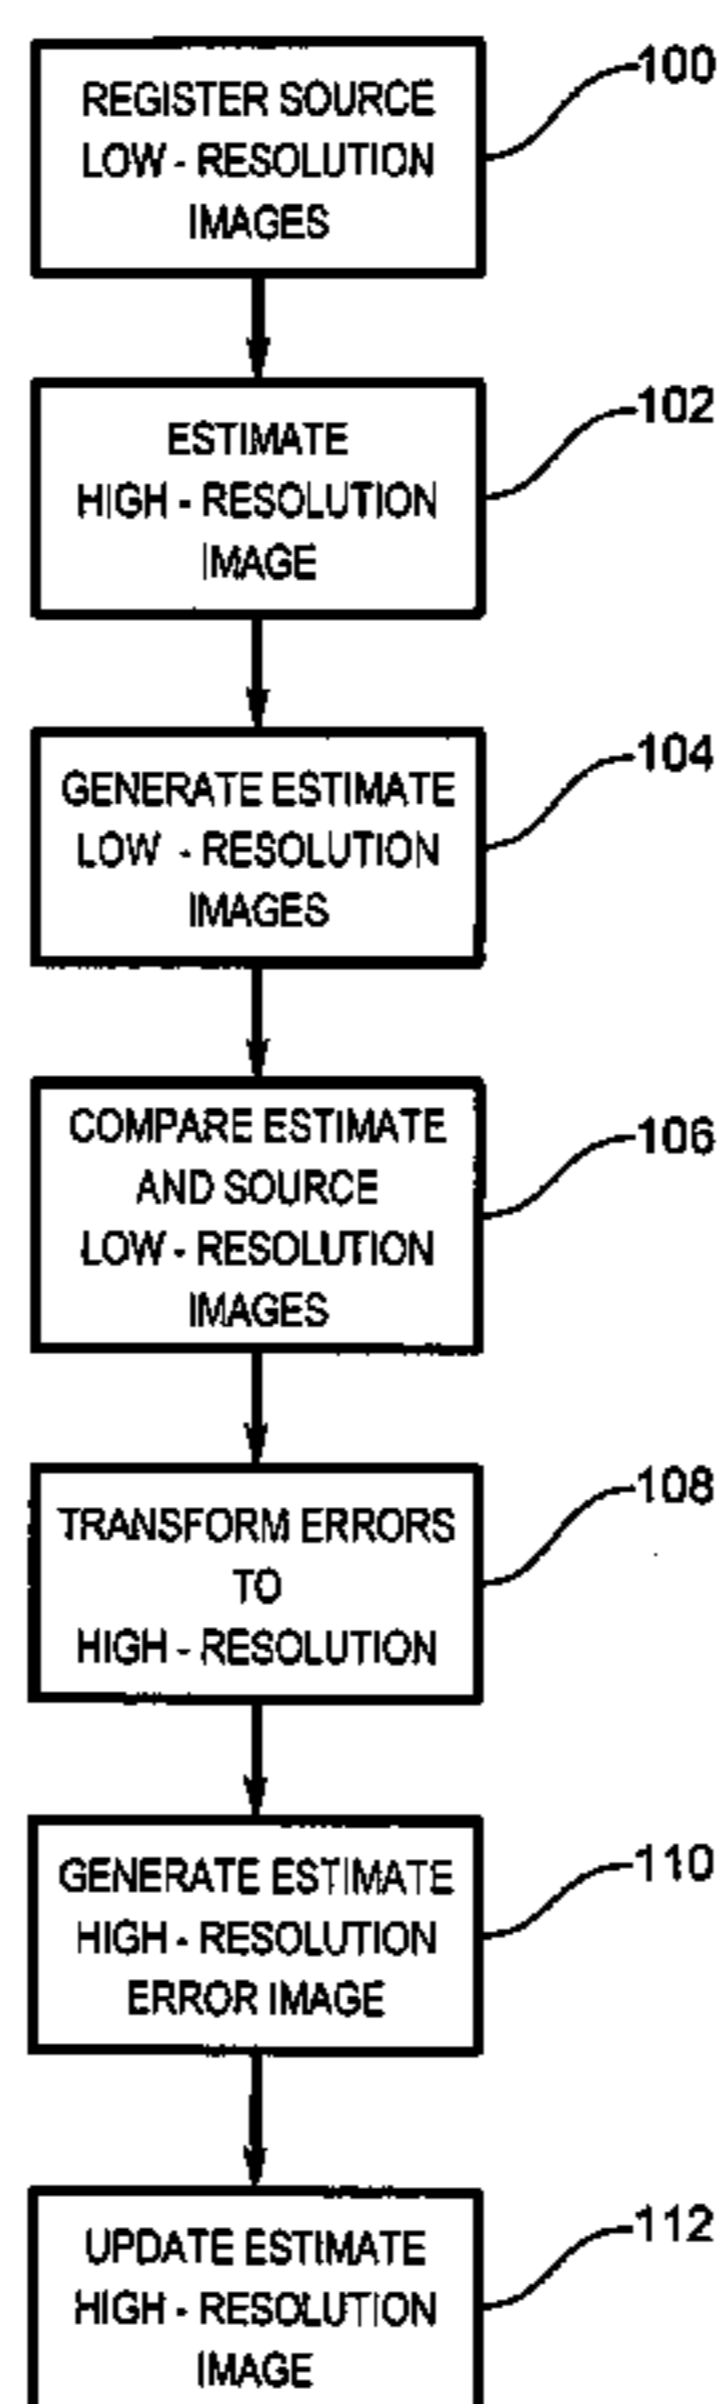 100
REGISTER SOURCE
LOW - RESOLUTION
IMAGES
102
ESTIMATE
HIGH - RESOLUTION
IMAGE
104
GENERATE ESTIMATE
LOW - RESOLUTION
IMAGES
106
COMPARE ESTIMATE
AND SOURCE
LOW - RESOLUTION
IMAGES
108
TRANSFORM ERRORS
TO
HIGH - RESOLUTION
110
GENERATE ESTIMATE
HIGH - RESOLUTION
ERROR IMAGE
112
UPDATE ESTIMATE
HIGH - RESOLUTION
IMAGE